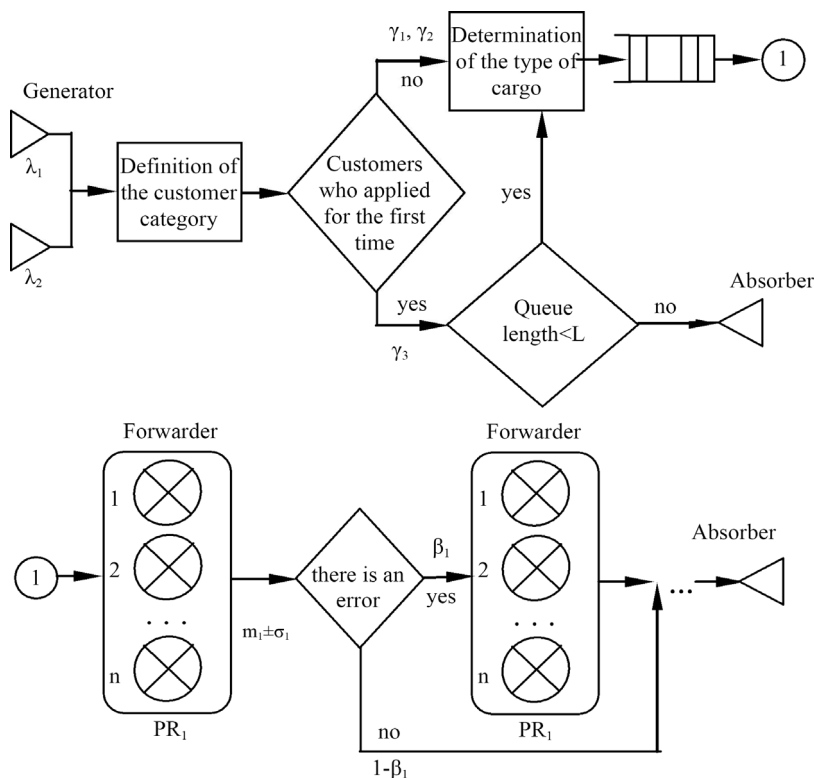 Generator
λ₁
λ₂
Definition of
the customer
category
Customers
who applied
for the first
time
γ₁, γ₂
no
Determination
of the type of
cargo
1
yes
yes
γ₃
Queue
length<L
no
Absorber
Forwarder
1
1
2
. . .
n
PR₁
m₁±σ₁
there is an
error
β₁
yes
no
1-β₁
Forwarder
1
2
. . .
n
PR₁
...
Absorber